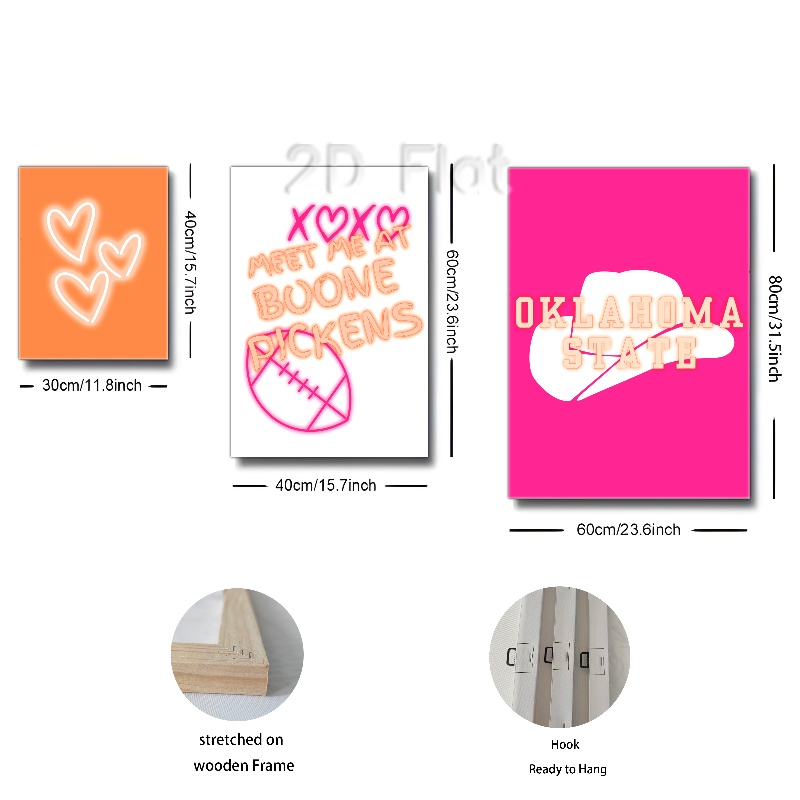 2D Flat
XOXO
MEET ME AT
BOONE
PICKENS
OKLAHOMA
STATE
40cm/15.7inch
30cm/11.8inch
60cm/23.6inch
40cm/15.7inch
80cm/31.5inch
60cm/23.6inch
stretched on
wooden Frame
Hook
Ready to Hang